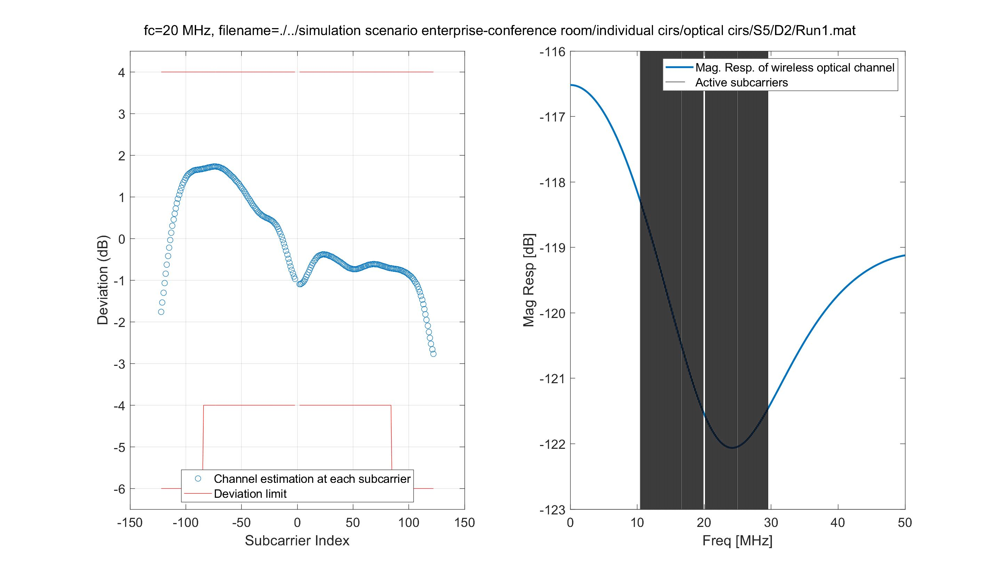 fc=20 MHz, filename=./../simulation scenario enterprise-conference room/individual cirs/optical cirs/S5/D2/Run1.mat
4
3
2
1
0
-1
-2
-3
-4
-5
-6
Deviation (dB)
Channel estimation at each subcarrier
Deviation limit
-150 -100 -50 0 50 100 150
Subcarrier Index
-116
-117
-118
-119
-120
-121
-122
-123
Mag Resp [dB]
Mag. Resp. of wireless optical channel
Active subcarriers
0 10 20 30 40 50
Freq [MHz]